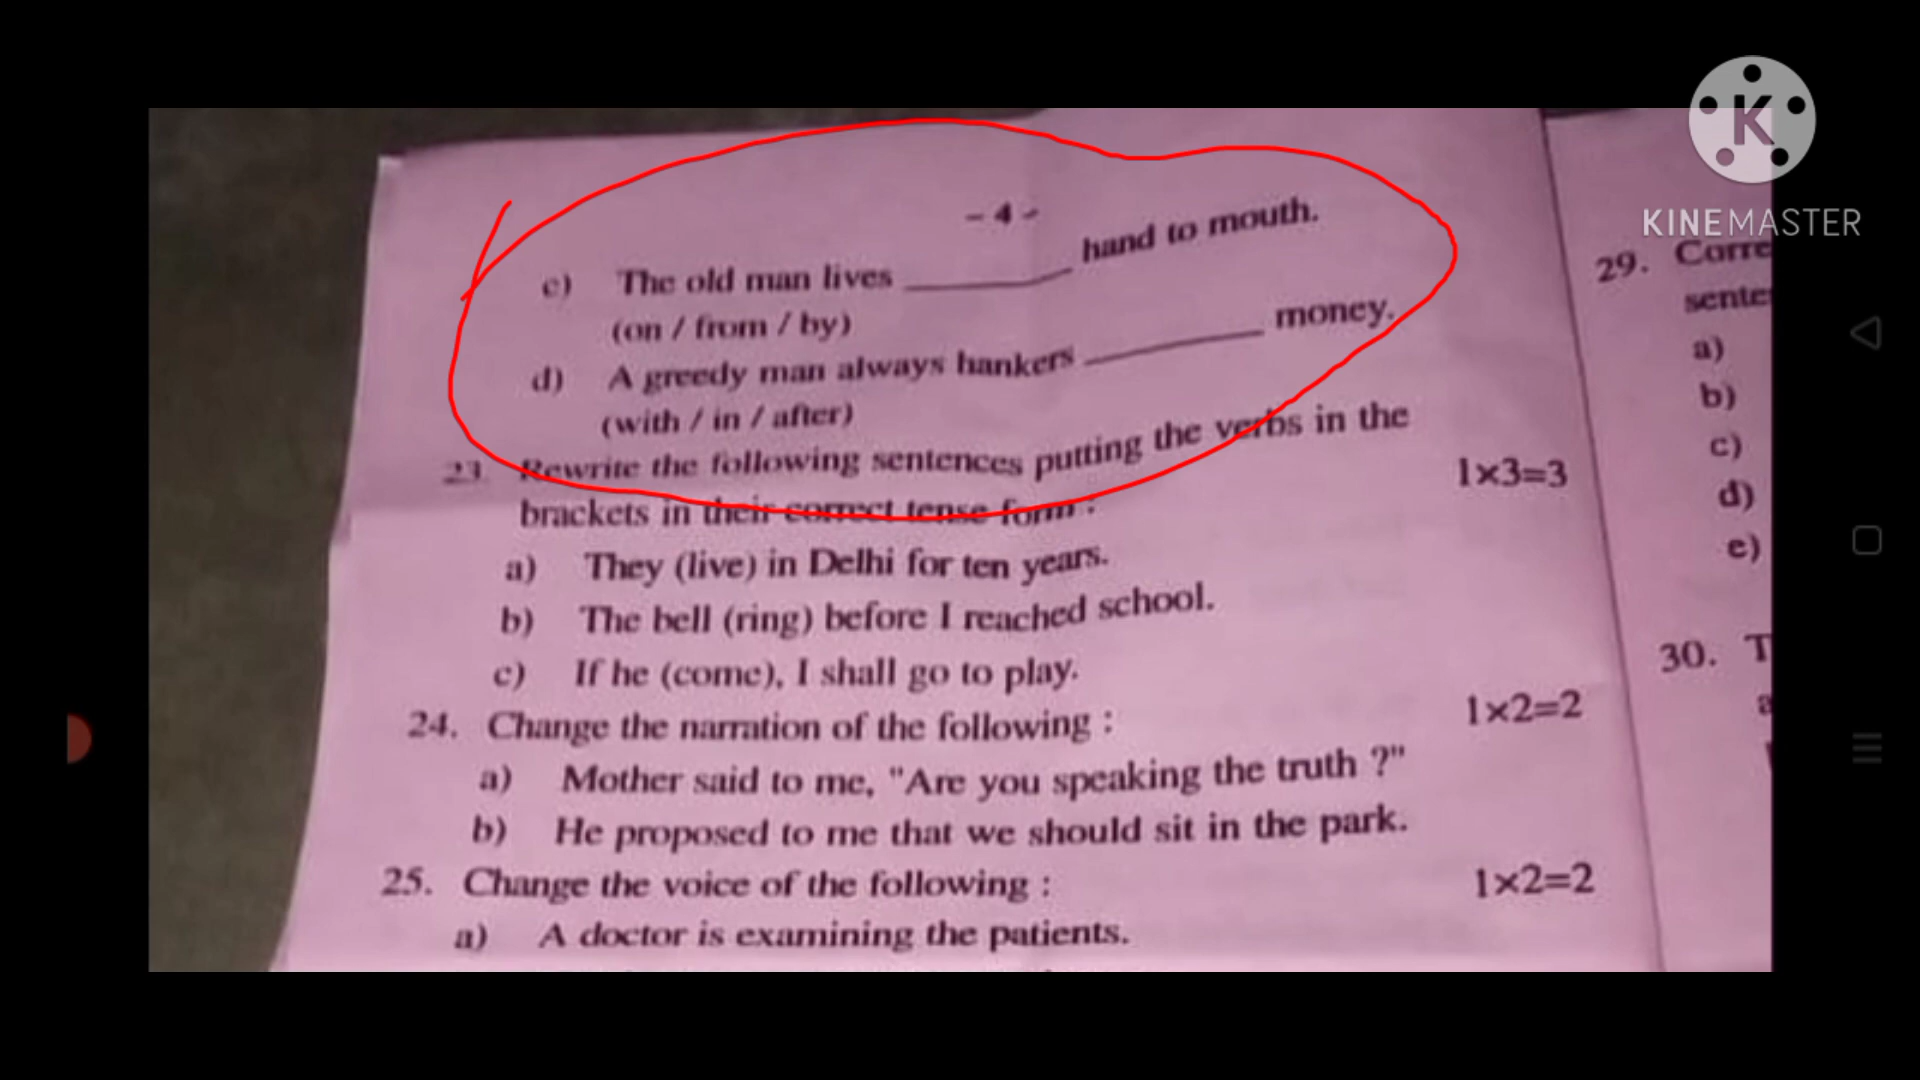 K
KINEMASTER
- 4 -
c) The old man lives ________ hand to mouth.
(on / from / by)
d) A greedy man always hankers ________ money.
(with / in / after)
23. Rewrite the following sentences putting the verbs in the
brackets in their correct tense form : 1×3=3
a) They (live) in Delhi for ten years.
b) The bell (ring) before I reached school.
c) If he (come), I shall go to play.
24. Change the narration of the following : 1×2=2
a) Mother said to me, "Are you speaking the truth ?"
b) He proposed to me that we should sit in the park.
25. Change the voice of the following : 1×2=2
a) A doctor is examining the patients.
29. Corre
sente
a)
b)
c)
d)
e)
30. T